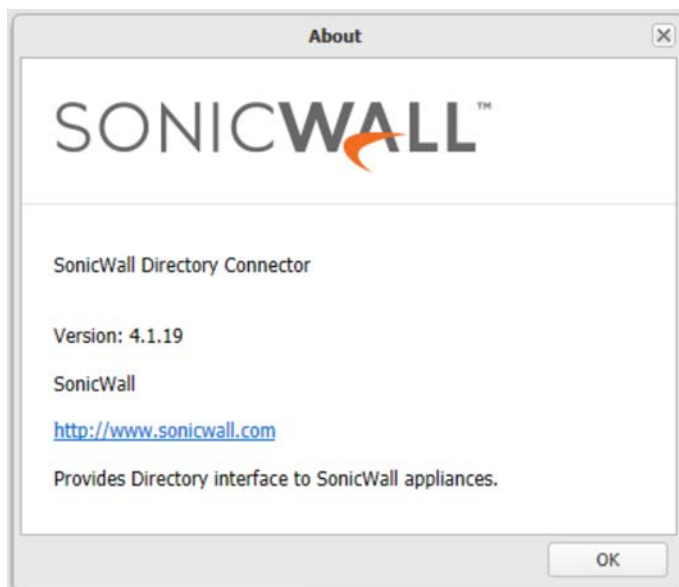 About
SONICWALL™
SonicWall Directory Connector
Version: 4.1.19
SonicWall
http://www.sonicwall.com
Provides Directory interface to SonicWall appliances.
OK